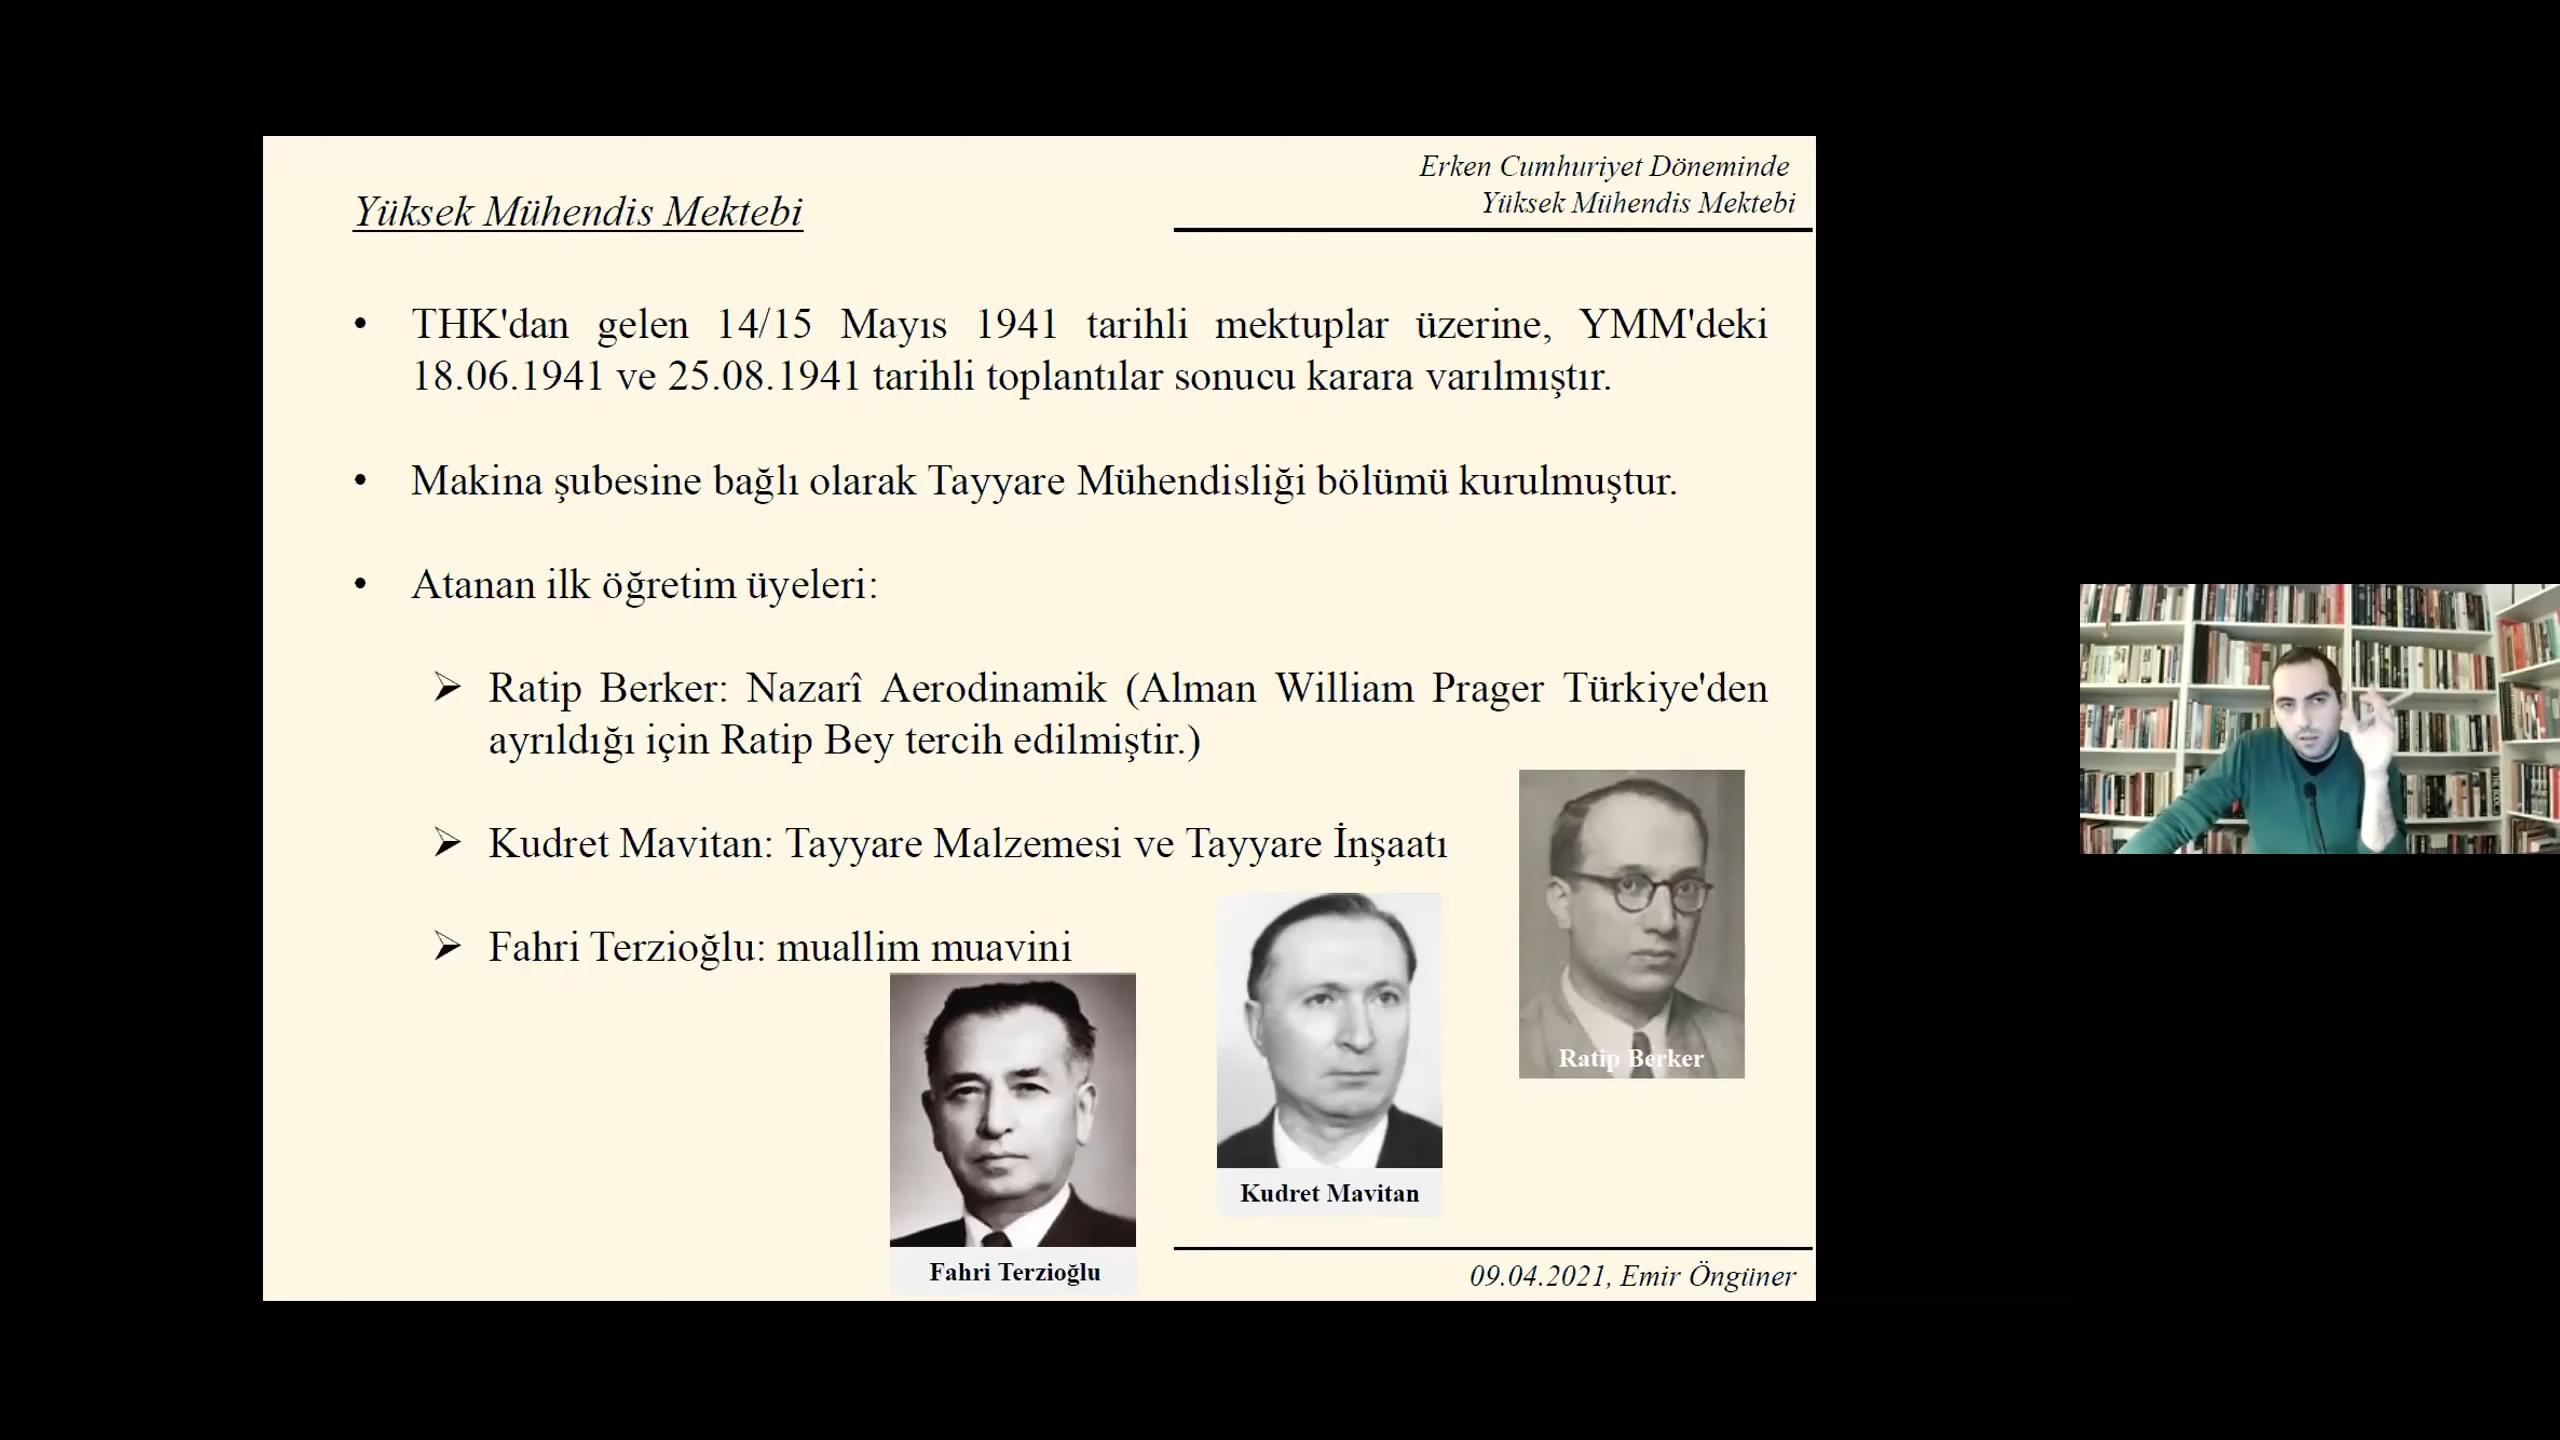 Erken Cumhuriyet Döneminde
Yüksek Mühendis Mektebi
Yüksek Mühendis Mektebi
• THK'dan gelen 14/15 Mayıs 1941 tarihli mektuplar üzerine, YMM'deki
18.06.1941 ve 25.08.1941 tarihli toplantılar sonucu karara varılmıştır.
• Makina şubesine bağlı olarak Tayyare Mühendisliği bölümü kurulmuştur.
• Atanan ilk öğretim üyeleri:
➢ Ratip Berker: Nazarî Aerodinamik (Alman William Prager Türkiye'den
ayrıldığı için Ratip Bey tercih edilmiştir.)
➢ Kudret Mavitan: Tayyare Malzemesi ve Tayyare İnşaatı
➢ Fahri Terzioğlu: muallim muavini
Ratip Berker
Kudret Mavitan
Fahri Terzioğlu
09.04.2021, Emir Öngüner